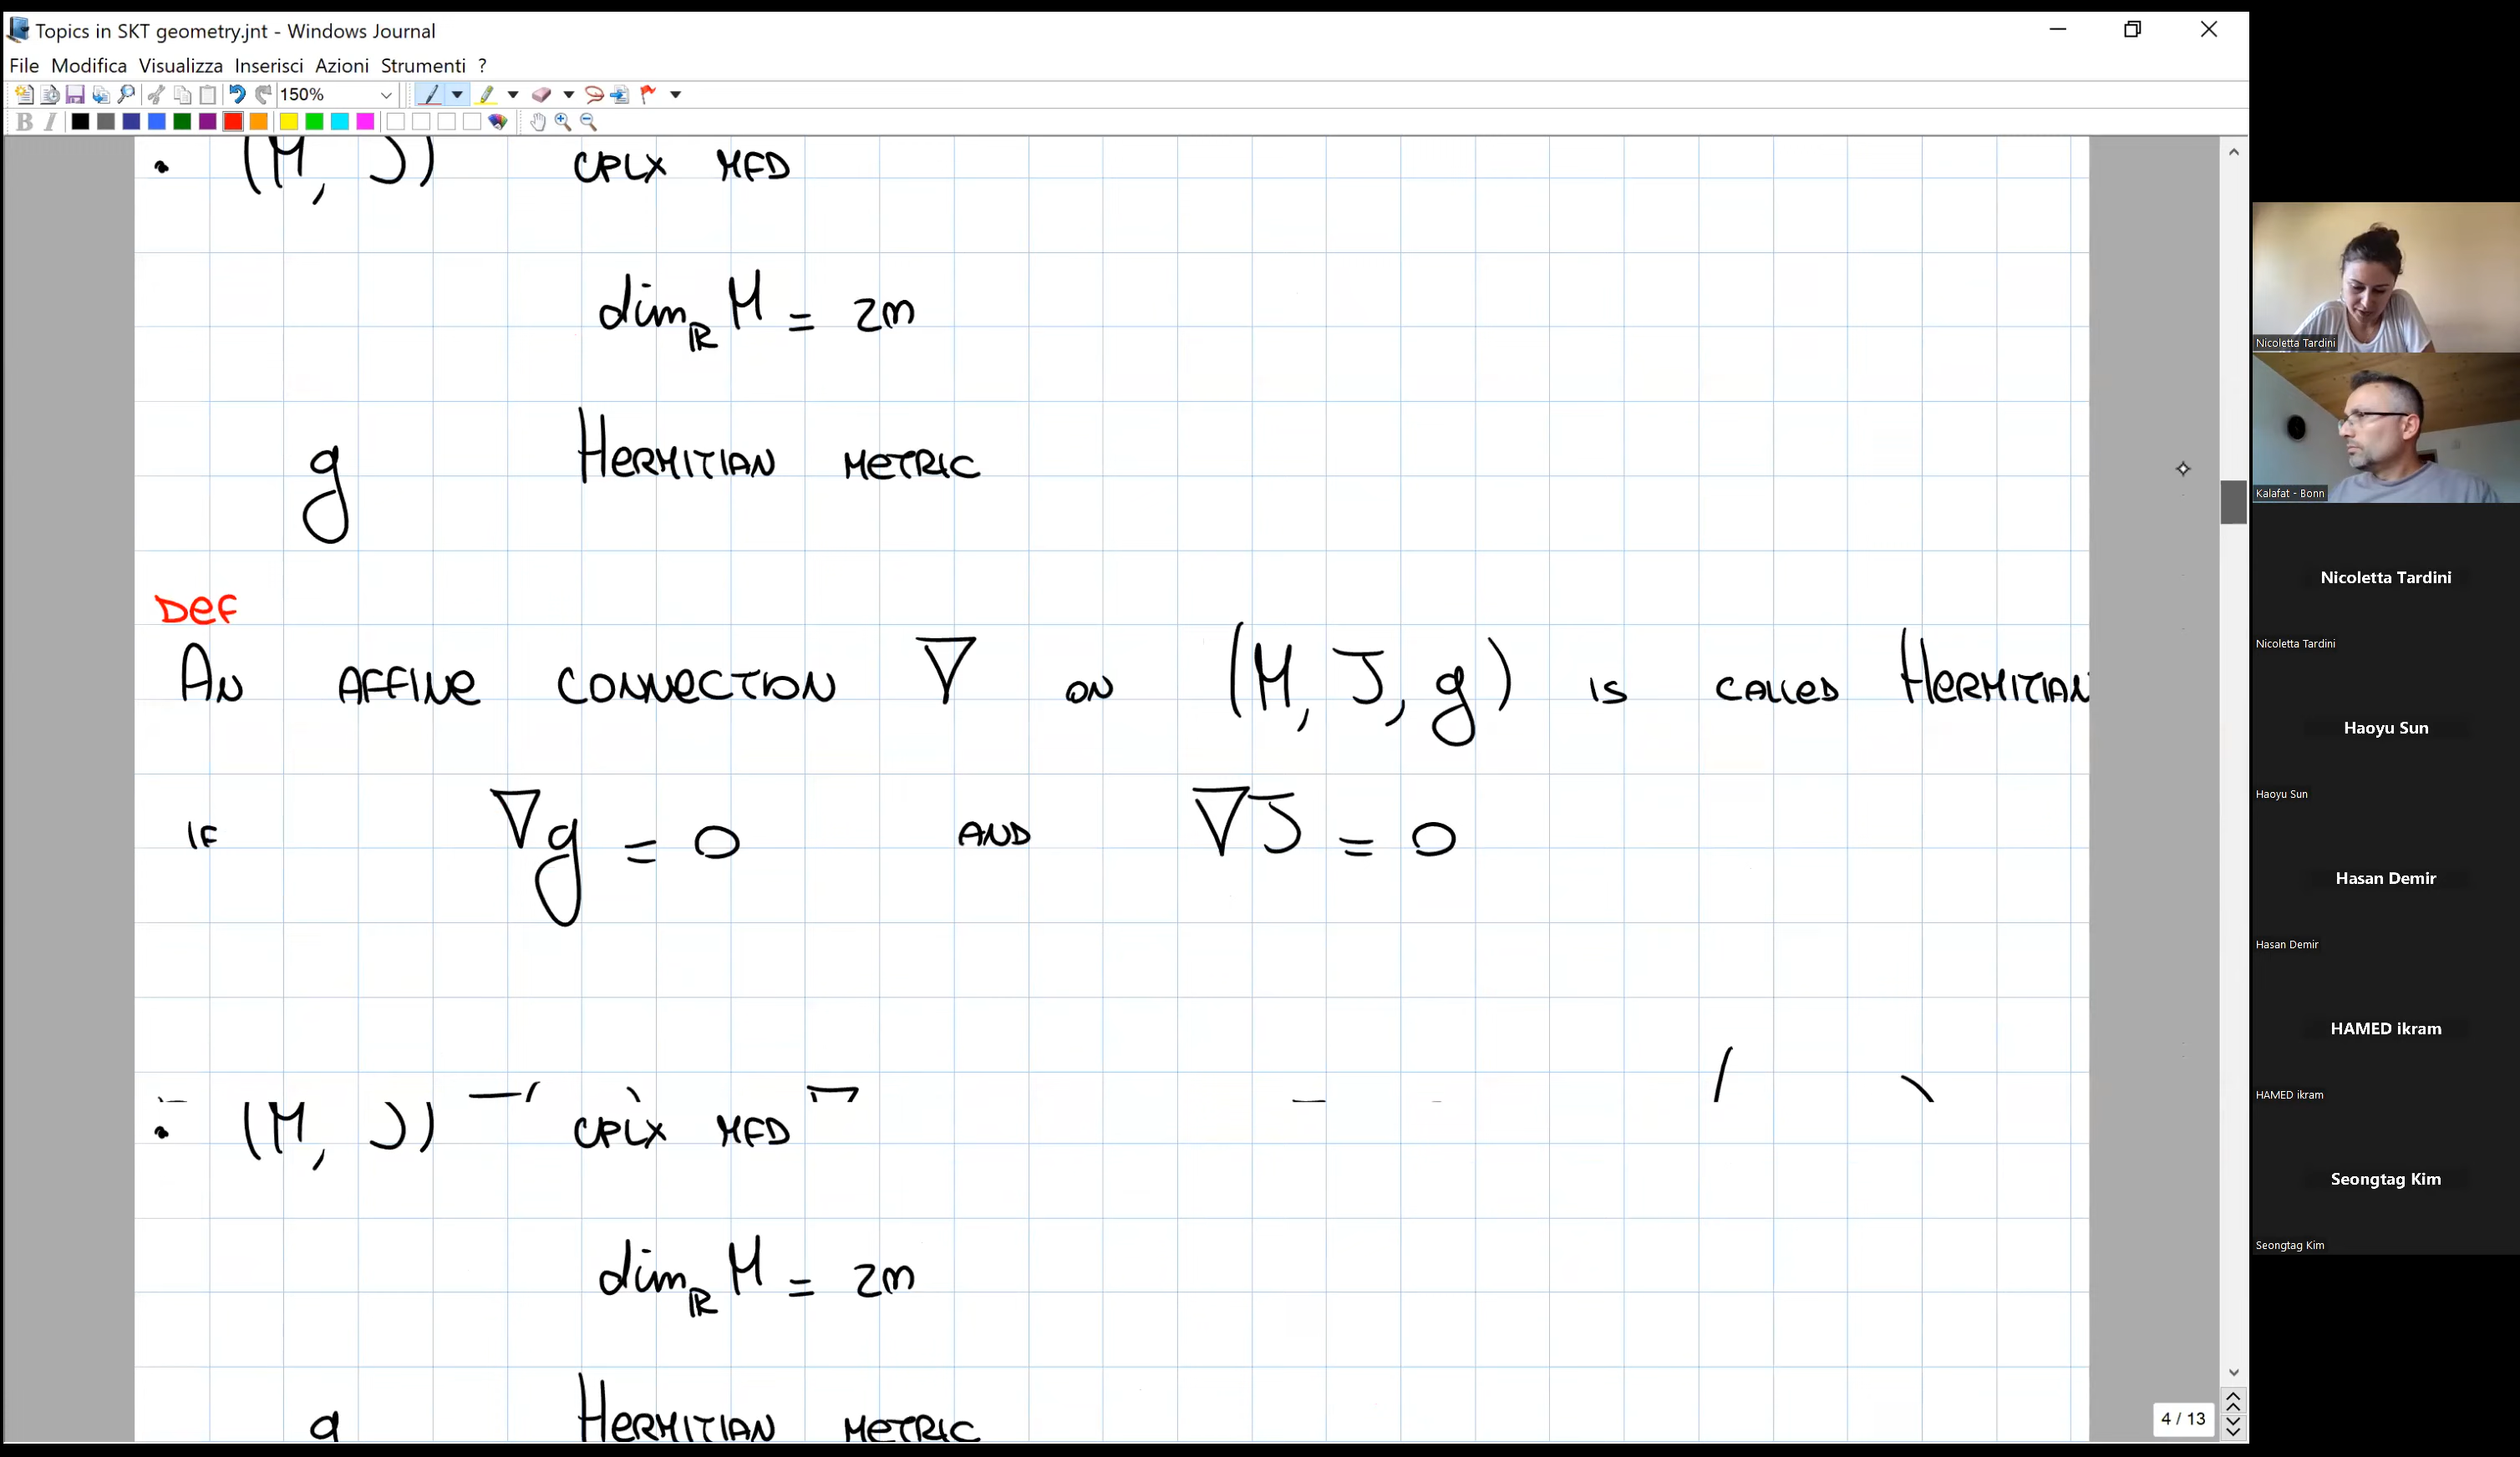 Topics in SKT geometry.jnt - Windows Journal
File Modifica Visualizza Inserisci Azioni Strumenti ?
150%
B I
• (M, J) CPLX MFD
dim_ℝ M = 2n
g HERMITIAN METRIC
DEF
AN AFFINE CONNECTION ∇ ON (M, J, g) IS CALLED HERMITIAN
IF ∇g = 0 AND ∇J = 0
• (M, J) CPLX MFD
dim_ℝ M = 2n
g HERMITIAN METRIC
4 / 13
Nicoletta Tardini
Kalafat - Bonn
Nicoletta Tardini
Nicoletta Tardini
Haoyu Sun
Haoyu Sun
Hasan Demir
Hasan Demir
HAMED ikram
HAMED ikram
Seongtag Kim
Seongtag Kim